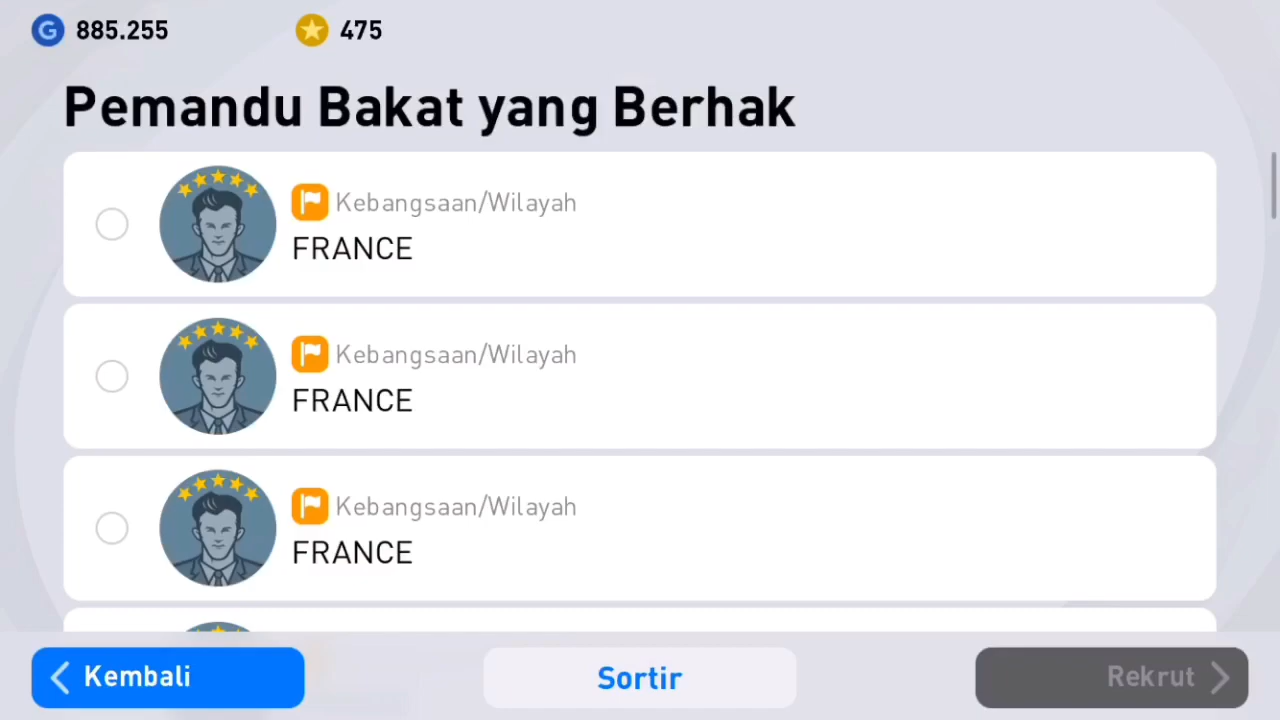 G 885.255 475
Pemandu Bakat yang Berhak
Kebangsaan/Wilayah
FRANCE
Kebangsaan/Wilayah
FRANCE
Kebangsaan/Wilayah
FRANCE
Kembali Sortir Rekrut